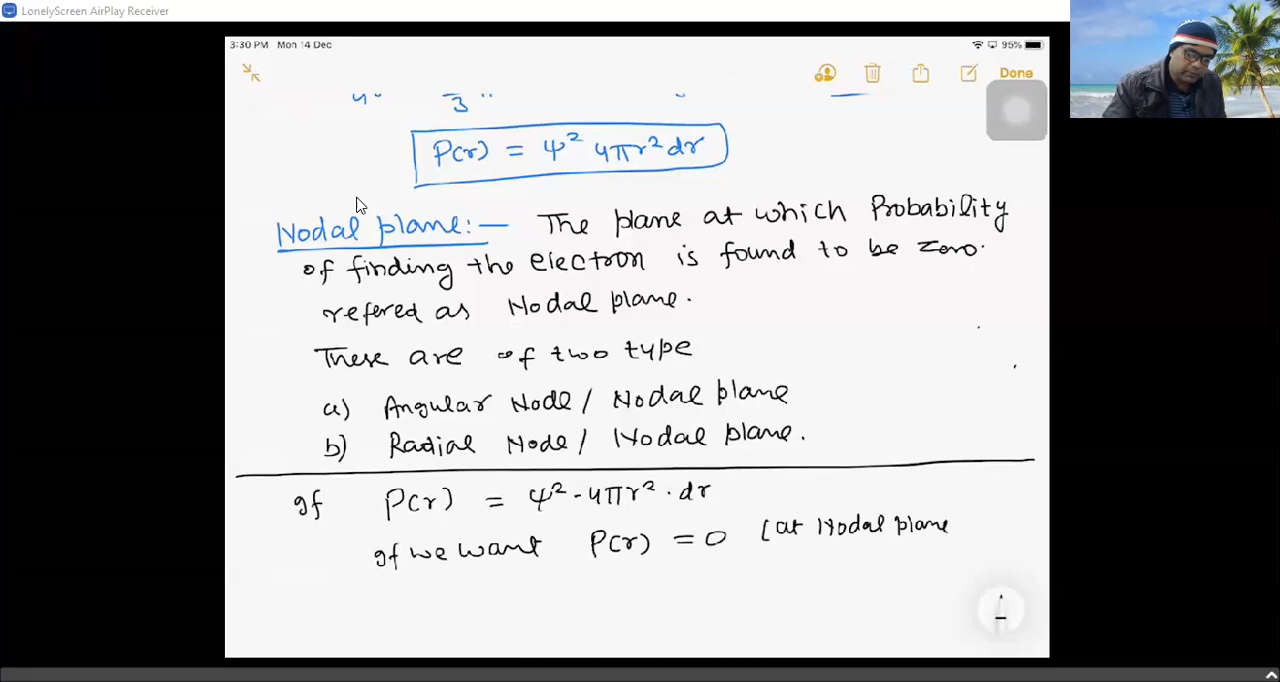 LonelyScreen AirPlay Receiver
3:30 PM Mon 14 Dec
95%
Done
3
P(r) = ψ² 4πr² dr
Nodal plane:— The plane at which Probability
of finding the electron is found to be zero.
refered as Nodal plane.
These are of two type
a) Angular Node / Nodal plane
b) Radial Node / Nodal plane.
If P(r) = ψ² - 4πr² . dr
If we want P(r) = 0 (at Nodal plane